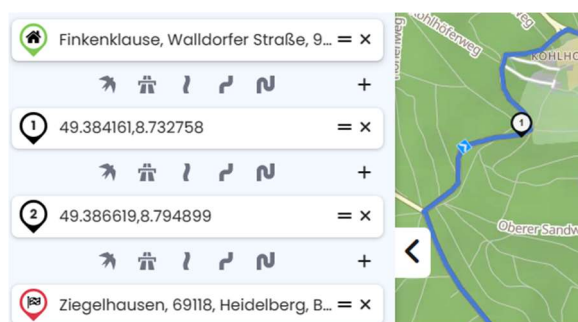 Finkenklause, Walldorfer Straße, 9...
1
49.384161,8.732758
2
49.386619,8.794899
Ziegelhausen, 69118, Heidelberg, B...
Kohlhöferweg
KOHLHO
1
Oberer Sandw